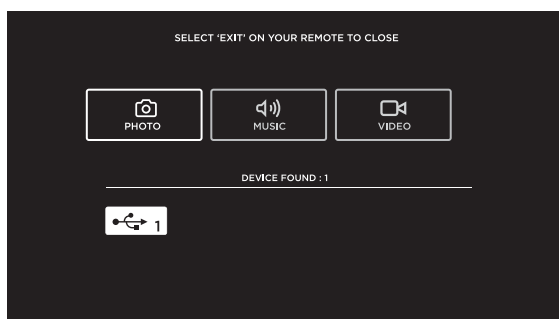 SELECT 'EXIT' ON YOUR REMOTE TO CLOSE
PHOTO
MUSIC
VIDEO
DEVICE FOUND : 1
1